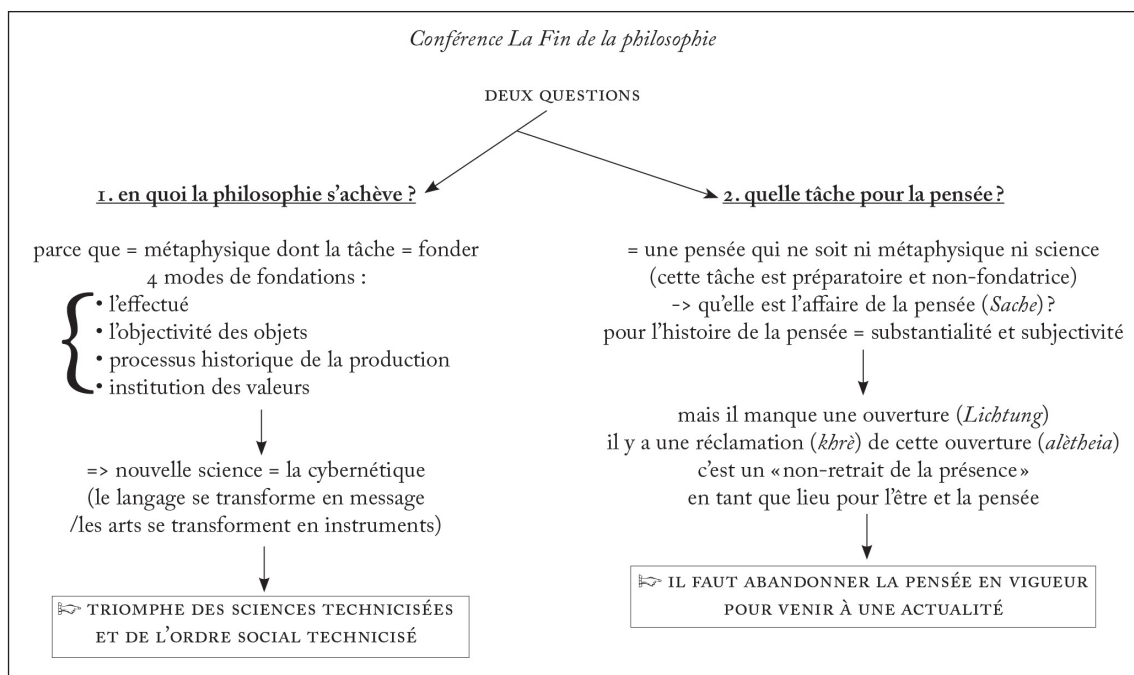 Conférence La Fin de la philosophie
DEUX QUESTIONS
1. en quoi la philosophie s'achève ?
parce que = métaphysique dont la tâche = fonder
4 modes de fondations :
• l'effectué
• l'objectivité des objets
• processus historique de la production
• institution des valeurs
=> nouvelle science = la cybernétique
(le langage se transforme en message
/les arts se transforment en instruments)
☞ TRIOMPHE DES SCIENCES TECHNICISÉES
ET DE L'ORDRE SOCIAL TECHNICISÉ
2. quelle tâche pour la pensée ?
= une pensée qui ne soit ni métaphysique ni science
(cette tâche est préparatoire et non-fondatrice)
-> qu'elle est l'affaire de la pensée (Sache) ?
pour l'histoire de la pensée = substantialité et subjectivité
mais il manque une ouverture (Lichtung)
il y a une réclamation (khrè) de cette ouverture (alètheia)
c'est un «non-retrait de la présence»
en tant que lieu pour l'être et la pensée
☞ IL FAUT ABANDONNER LA PENSÉE EN VIGUEUR
POUR VENIR À UNE ACTUALITÉ